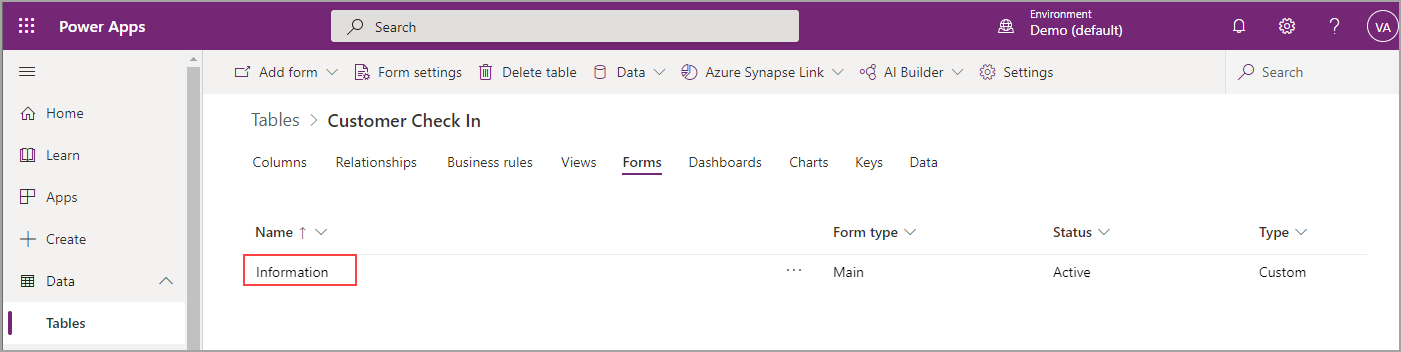 Power Apps
Search
Environment
Demo (default)
VA
Add form
Form settings
Delete table
Data
Azure Synapse Link
AI Builder
Settings
Search
Home
Learn
Apps
Create
Data
Tables
Tables > Customer Check In
Columns Relationships Business rules Views Forms Dashboards Charts Keys Data
Name ↑ Form type Status Type
Information ... Main Active Custom